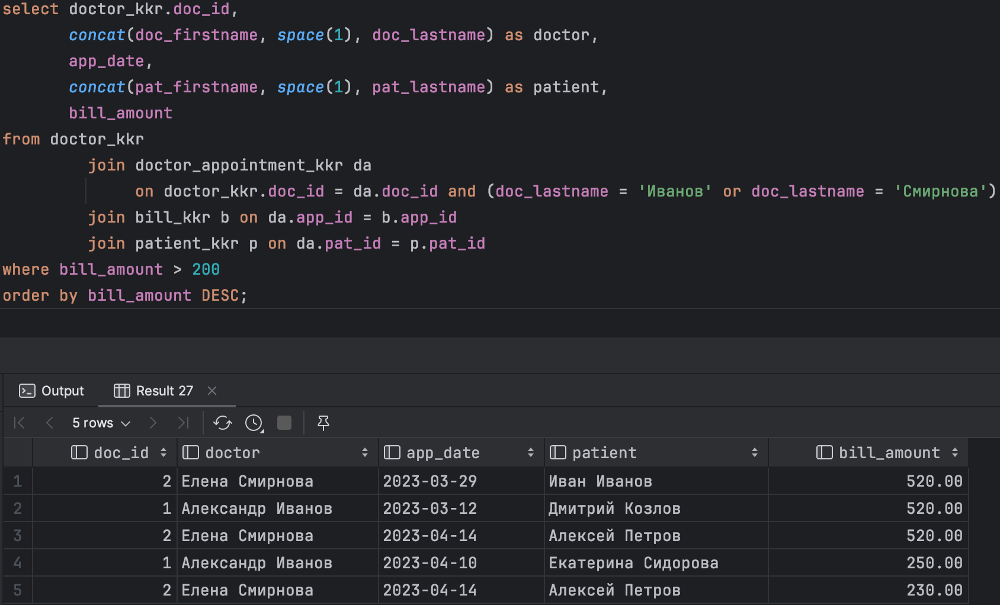 select doctor_kkr.doc_id,
concat(doc_firstname, space(1), doc_lastname) as doctor,
app_date,
concat(pat_firstname, space(1), pat_lastname) as patient,
bill_amount
from doctor_kkr
join doctor_appointment_kkr da
on doctor_kkr.doc_id = da.doc_id and (doc_lastname = 'Иванов' or doc_lastname = 'Смирнова')
join bill_kkr b on da.app_id = b.app_id
join patient_kkr p on da.pat_id = p.pat_id
where bill_amount > 200
order by bill_amount DESC;
Output Result 27
5 rows
doc_id doctor app_date patient bill_amount
1 2 Елена Смирнова 2023-03-29 Иван Иванов 520.00
2 1 Александр Иванов 2023-03-12 Дмитрий Козлов 520.00
3 2 Елена Смирнова 2023-04-14 Алексей Петров 520.00
4 1 Александр Иванов 2023-04-10 Екатерина Сидорова 250.00
5 2 Елена Смирнова 2023-04-14 Алексей Петров 230.00